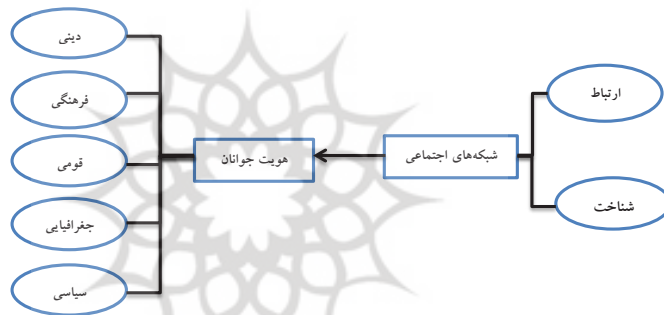 ارتباط
شناخت
شبکه‌های اجتماعی
هویت جوانان
دینی
فرهنگی
قومی
جغرافیایی
سیاسی